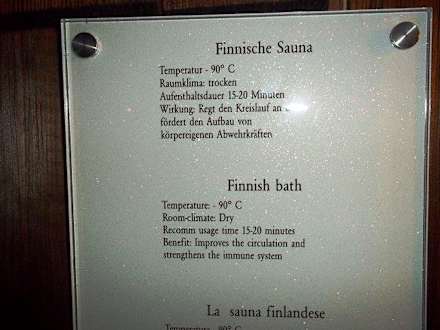 Finnische Sauna
Temperatur - 90° C
Raumklima: trocken
Aufenthaltsdauer 15-20 Minuten
Wirkung: Regt den Kreislauf an
fördert den Aufbau von
körpereigenen Abwehrkräften
Finnish bath
Temperature: - 90° C
Room-climate: Dry
Recomm usage time 15-20 minutes
Benefit: Improves the circulation and
strengthens the immune system
La sauna finlandese
Temperatura - 90° C